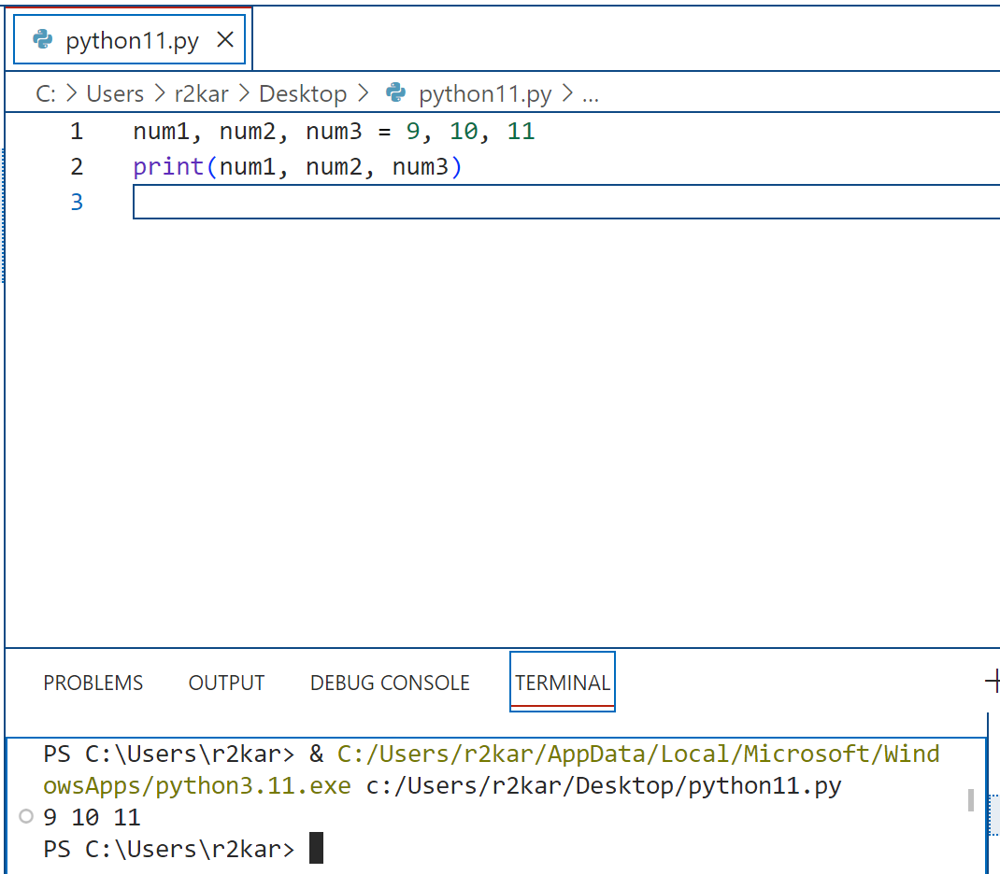 python11.py
C: > Users > r2kar > Desktop > python11.py > ...
1 num1, num2, num3 = 9, 10, 11
2 print(num1, num2, num3)
3
PROBLEMS OUTPUT DEBUG CONSOLE TERMINAL
PS C:\Users\r2kar> & C:/Users/r2kar/AppData/Local/Microsoft/Wind
owsApps/python3.11.exe c:/Users/r2kar/Desktop/python11.py
9 10 11
PS C:\Users\r2kar>